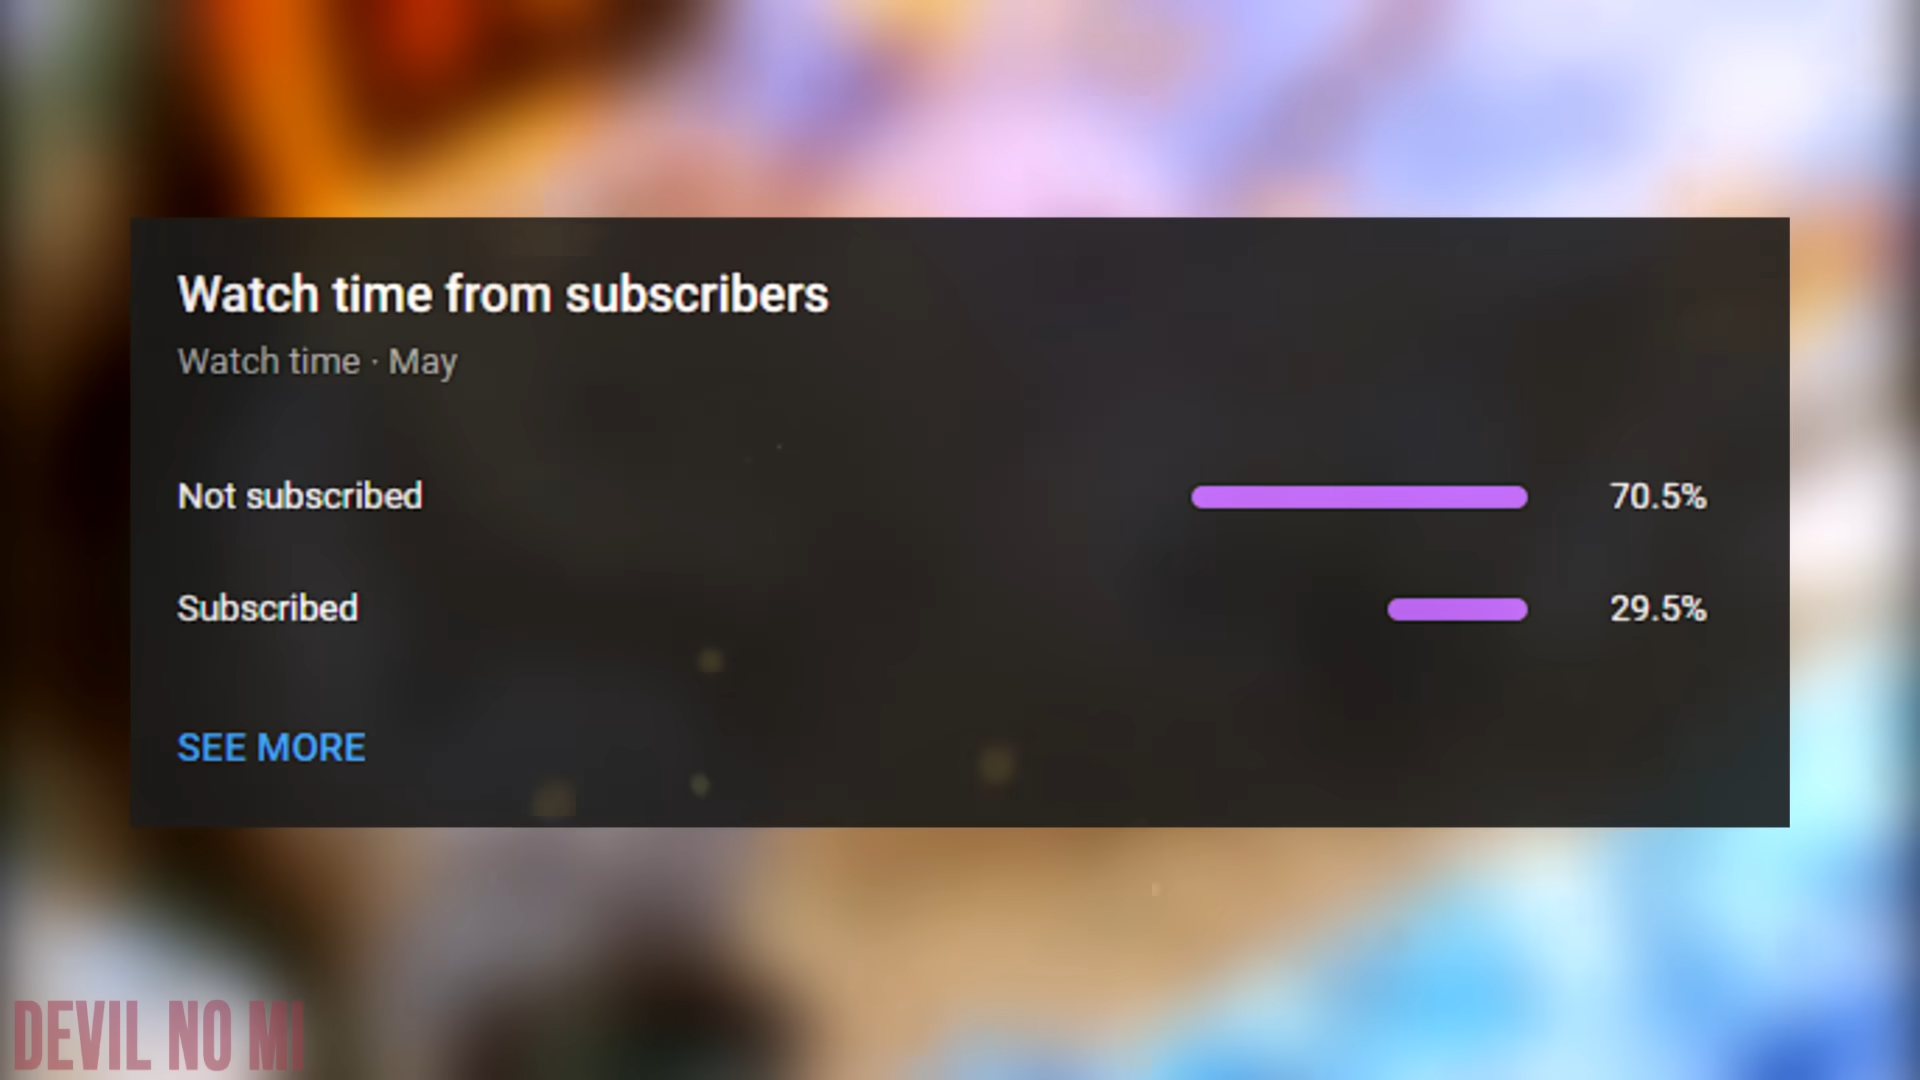 Watch time from subscribers
Watch time · May
Not subscribed 70.5%
Subscribed 29.5%
SEE MORE
DEVIL NO MI